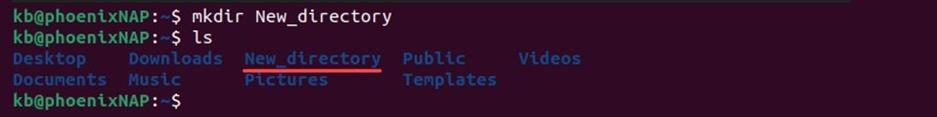 kb@phoenixNAP:~$ mkdir New_directory
kb@phoenixNAP:~$ ls
Desktop Downloads New_directory Public Videos
Documents Music Pictures Templates
kb@phoenixNAP:~$